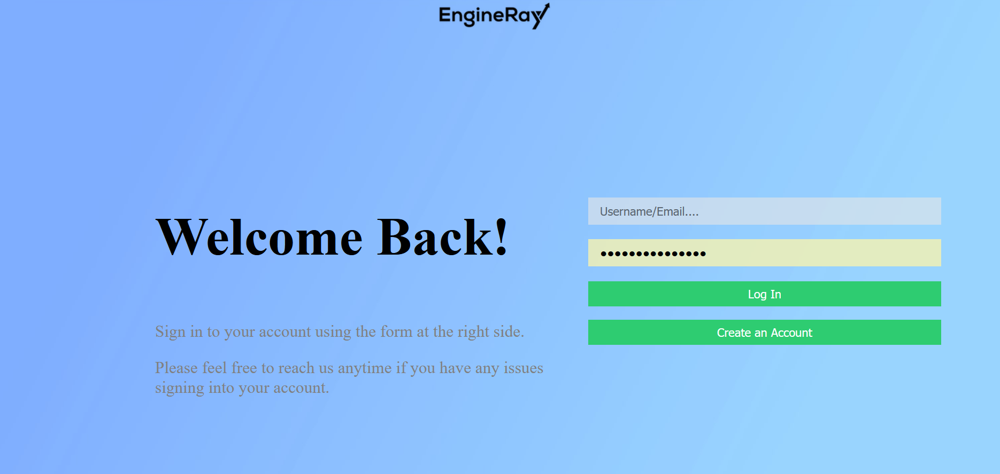 EngineRay
Welcome Back!
Sign in to your account using the form at the right side.
Please feel free to reach us anytime if you have any issues
signing into your account.
Username/Email....
•••••••••••••••
Log In
Create an Account